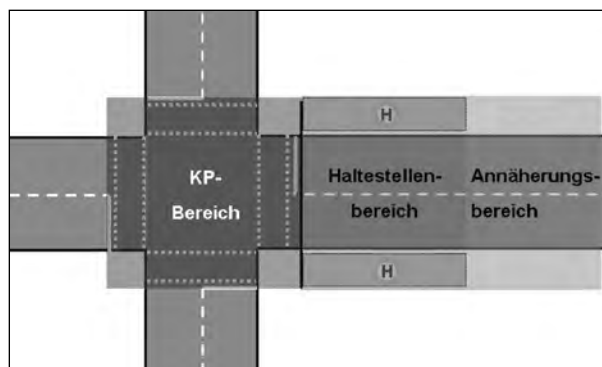 H
KP-
Bereich
Haltestellen-
bereich
Annäherungs-
bereich
H